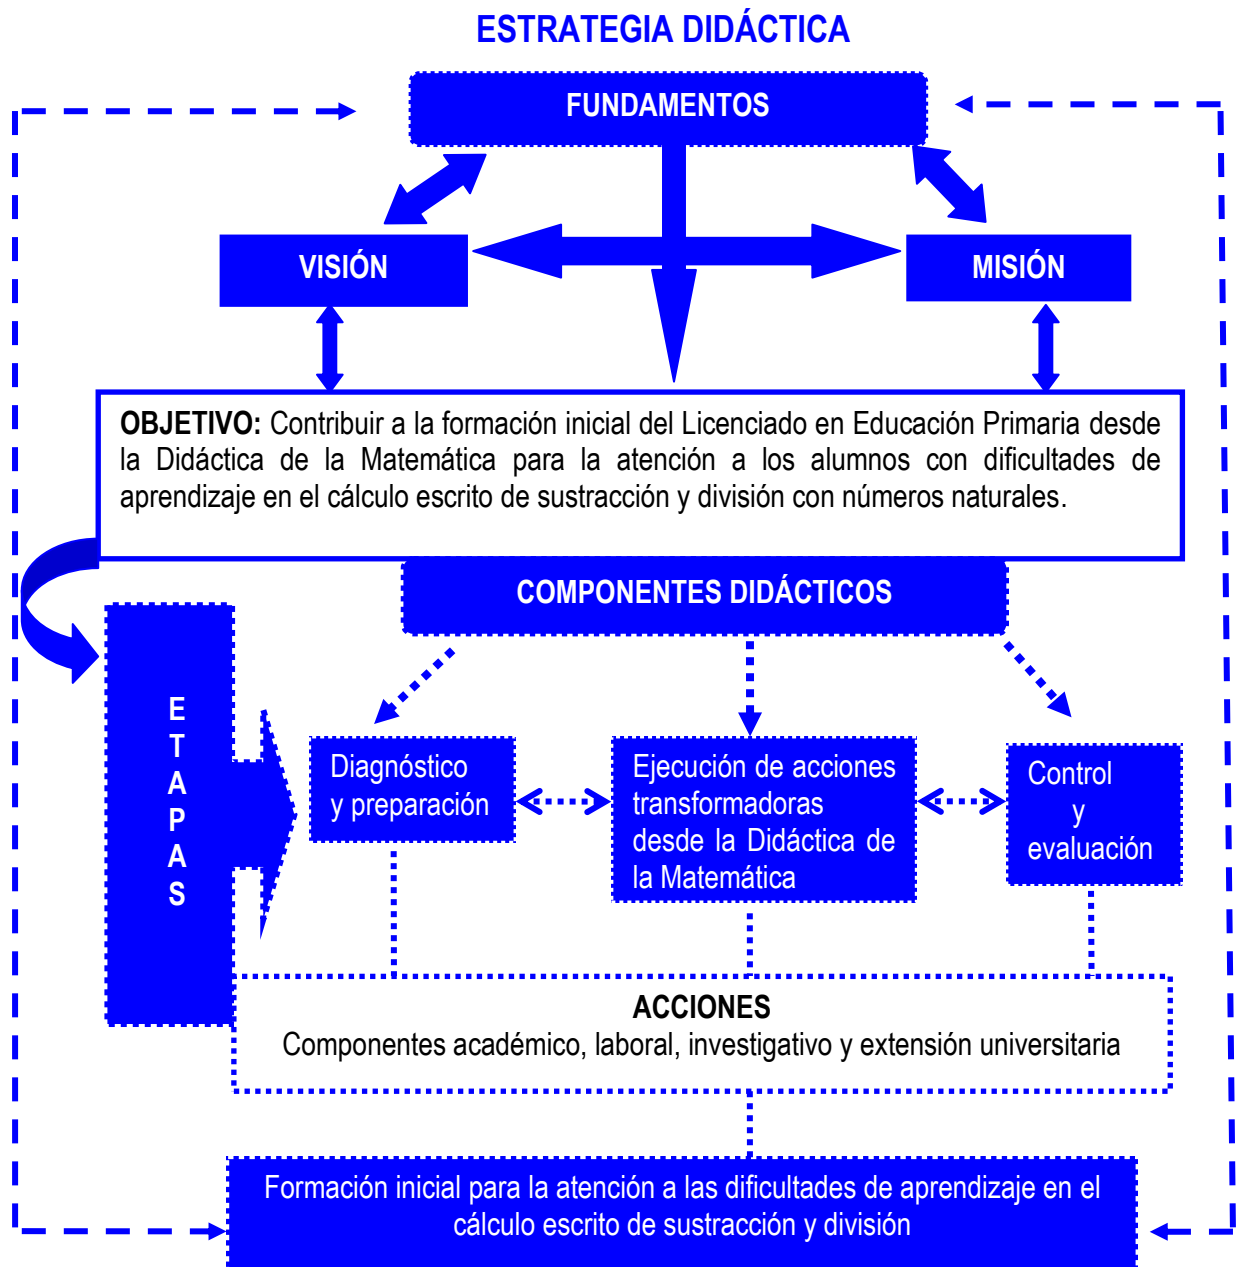 ESTRATEGIA DIDÁCTICA
FUNDAMENTOS
VISIÓN
MISIÓN
OBJETIVO: Contribuir a la formación inicial del Licenciado en Educación Primaria desde
la Didáctica de la Matemática para la atención a los alumnos con dificultades de
aprendizaje en el cálculo escrito de sustracción y división con números naturales.
COMPONENTES DIDÁCTICOS
E
T
A
P
A
S
Diagnóstico
y preparación
Ejecución de acciones
transformadoras
desde la Didáctica de
la Matemática
Control
y
evaluación
ACCIONES
Componentes académico, laboral, investigativo y extensión universitaria
Formación inicial para la atención a las dificultades de aprendizaje en el
cálculo escrito de sustracción y división